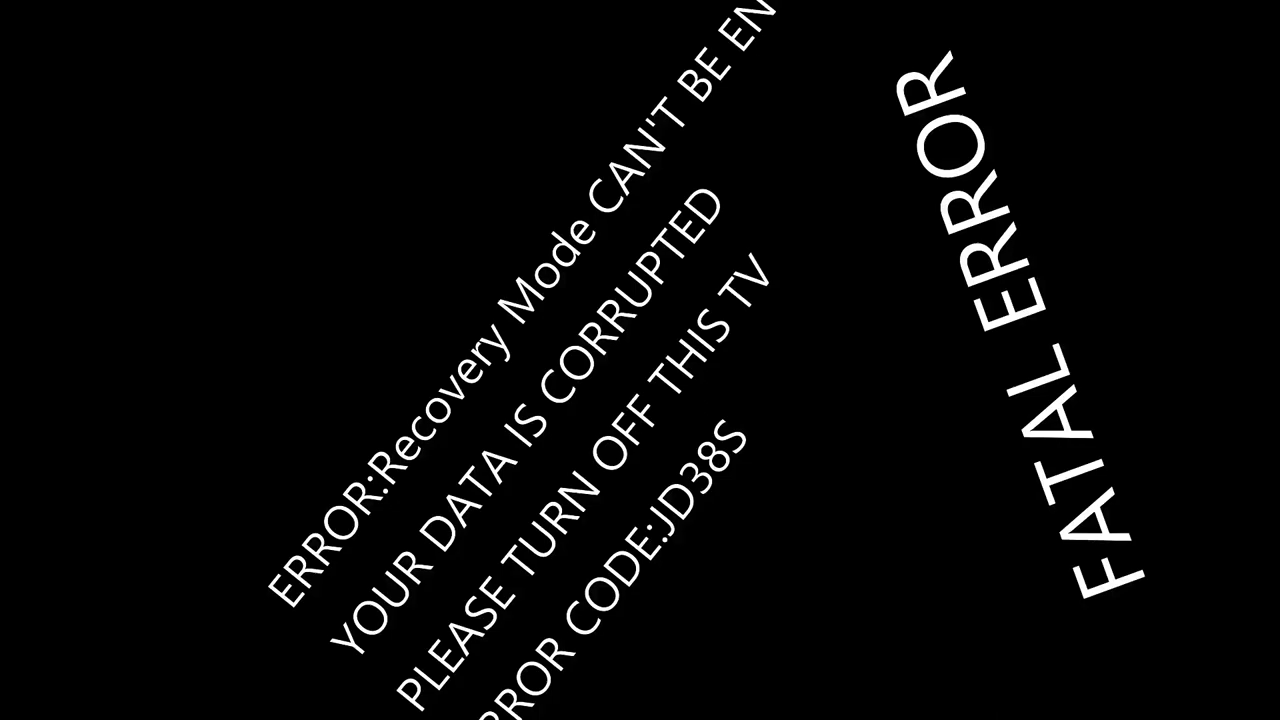 ERROR:Recovery Mode CAN'T BE EN
YOUR DATA IS CORRUPTED
PLEASE TURN OFF THIS TV
RROR CODE:JD38S
FATAL ERROR